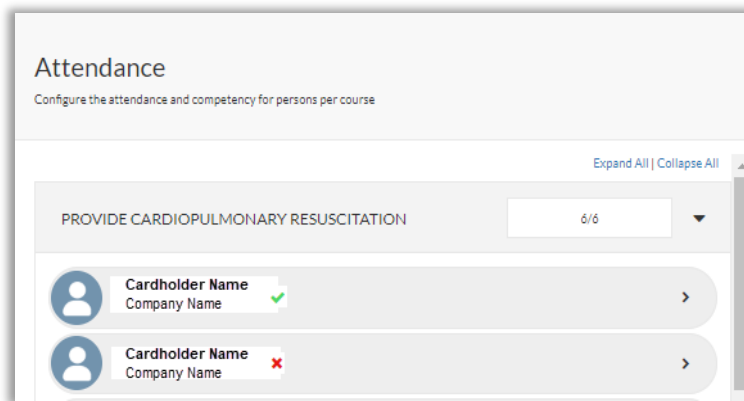 Attendance
Configure the attendance and competency for persons per course
Expand All | Collapse All
PROVIDE CARDIOPULMONARY RESUSCITATION 6/6
Cardholder Name
Company Name
Cardholder Name
Company Name